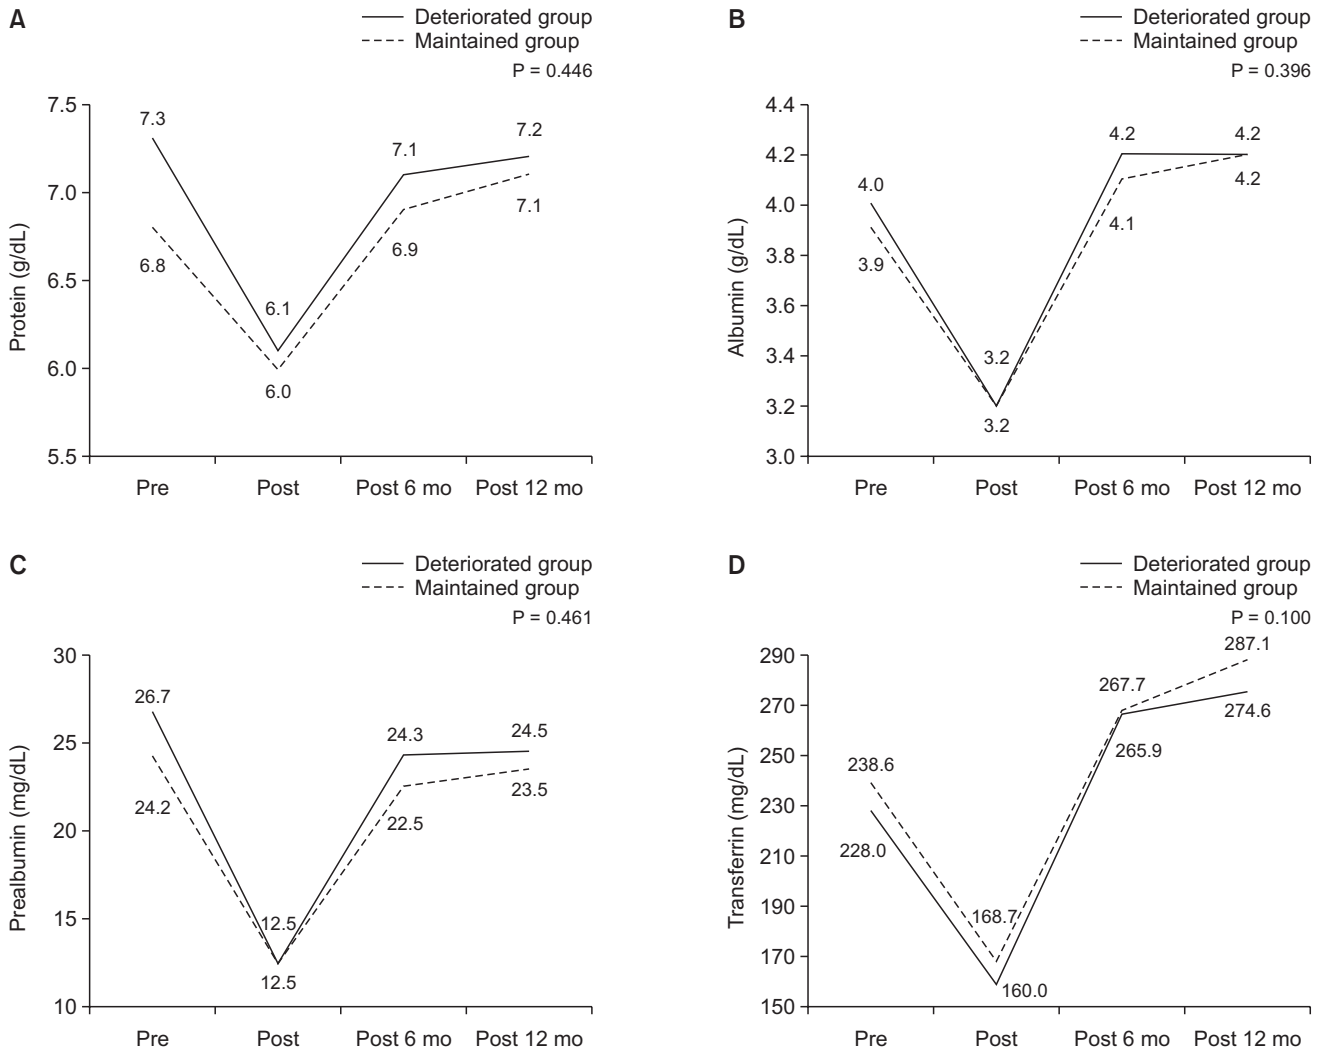 A
Deteriorated group
Maintained group
P = 0.446
7.5
7.0
6.5
6.0
5.5
Protein (g/dL)
7.3
6.8
6.1
6.0
7.1
6.9
7.2
7.1
Pre Post Post 6 mo Post 12 mo
B
Deteriorated group
Maintained group
P = 0.396
4.4
4.2
4.0
3.8
3.6
3.4
3.2
3.0
Albumin (g/dL)
4.0
3.9
3.2
3.2
4.2
4.1
4.2
4.2
Pre Post Post 6 mo Post 12 mo
C
Deteriorated group
Maintained group
P = 0.461
30
25
20
15
10
Prealbumin (mg/dL)
26.7
24.2
12.5
12.5
24.3
22.5
24.5
23.5
Pre Post Post 6 mo Post 12 mo
D
Deteriorated group
Maintained group
P = 0.100
290
270
250
230
210
190
170
150
Transferrin (mg/dL)
238.6
228.0
168.7
160.0
267.7
265.9
287.1
274.6
Pre Post Post 6 mo Post 12 mo